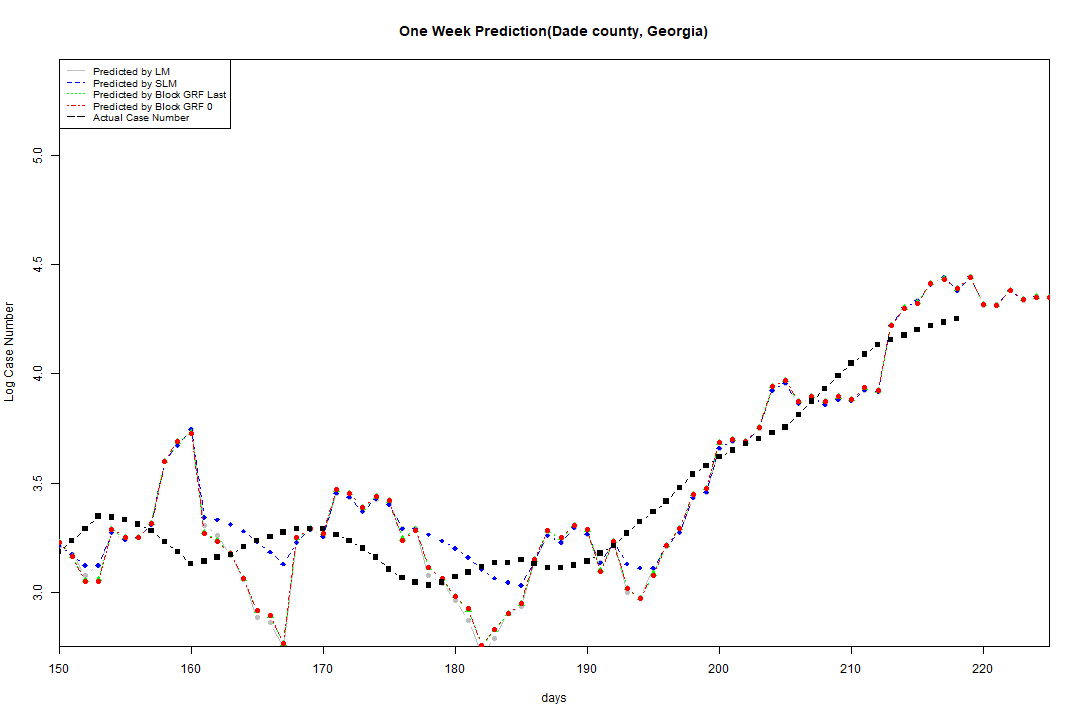 One Week Prediction(Dade county, Georgia)
Predicted by LM
Predicted by SLM
Predicted by Block GRF Last
Predicted by Block GRF 0
Actual Case Number
5.0
4.5
4.0
3.5
3.0
Log Case Number
150 160 170 180 190 200 210 220
days